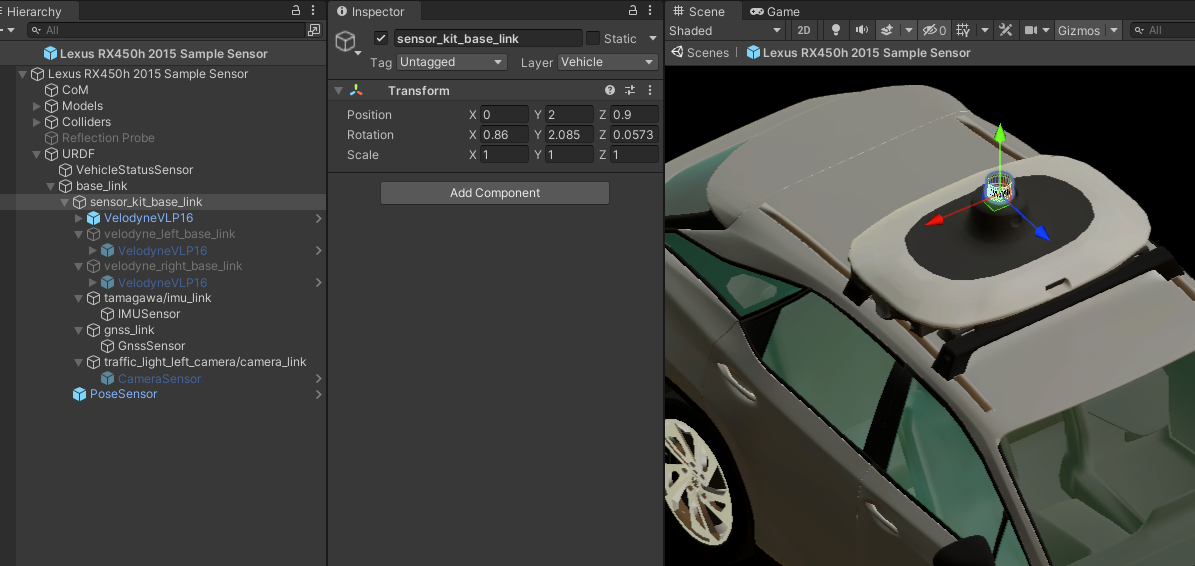 Hierarchy
All
Lexus RX450h 2015 Sample Sensor
Lexus RX450h 2015 Sample Sensor
CoM
Models
Colliders
Reflection Probe
URDF
VehicleStatusSensor
base_link
sensor_kit_base_link
VelodyneVLP16
velodyne_left_base_link
VelodyneVLP16
velodyne_right_base_link
VelodyneVLP16
tamagawa/imu_link
IMUSensor
gnss_link
GnssSensor
traffic_light_left_camera/camera_link
CameraSensor
PoseSensor
Inspector
sensor_kit_base_link Static
Tag Untagged Layer Vehicle
Transform
Position X 0 Y 2 Z 0.9
Rotation X 0.86 Y 2.085 Z 0.0573
Scale X 1 Y 1 Z 1
Add Component
Scene Game
Shaded 2D 0 Gizmos All
Scenes Lexus RX450h 2015 Sample Sensor